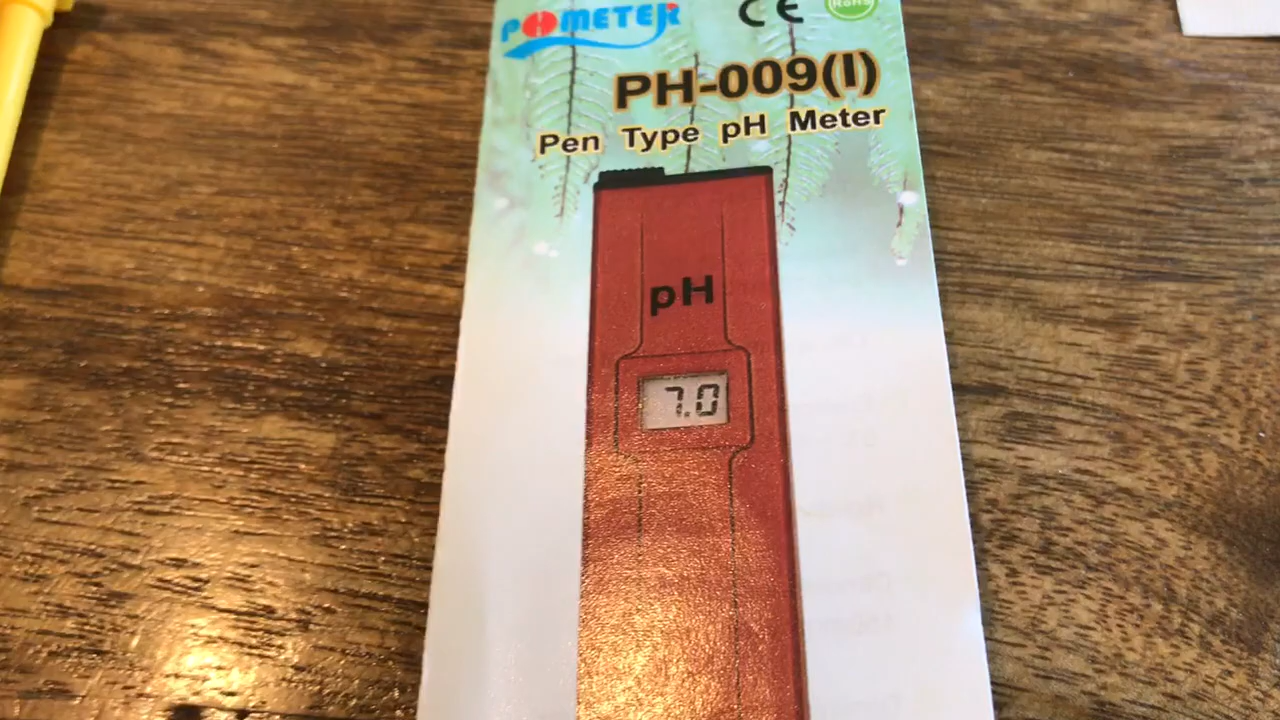 PHMETER CE RoHS
PH-009(I)
Pen Type pH Meter
pH
7.0